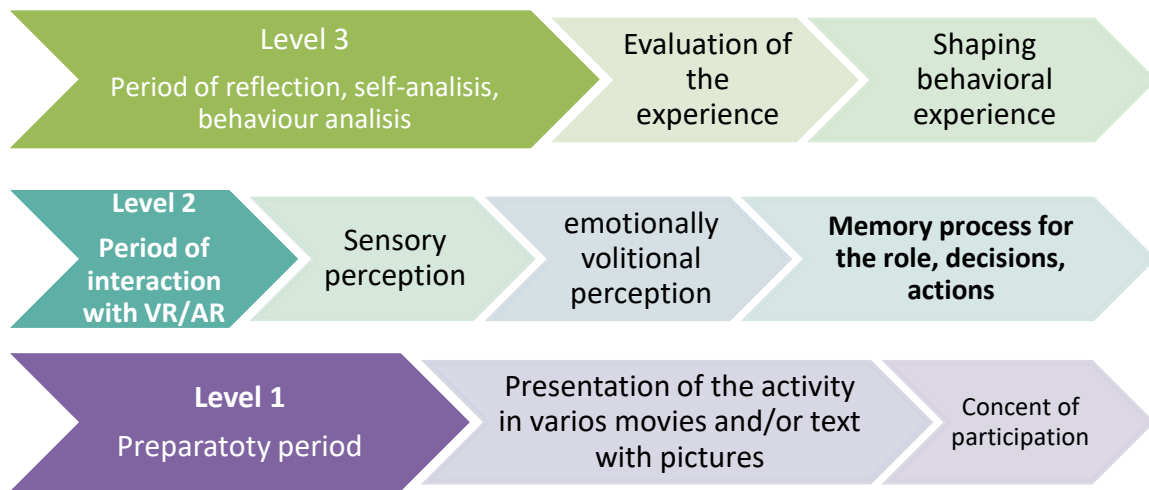 Level 3
Period of reflection, self-analisis,
behaviour analisis
Evaluation of
the
experience
Shaping
behavioral
experience
Level 2
Period of
interaction
with VR/AR
Sensory
perception
emotionally
volitional
perception
Memory process for
the role, decisions,
actions
Level 1
Preparatoty period
Presentation of the activity
in varios movies and/or text
with pictures
Concent of
participation